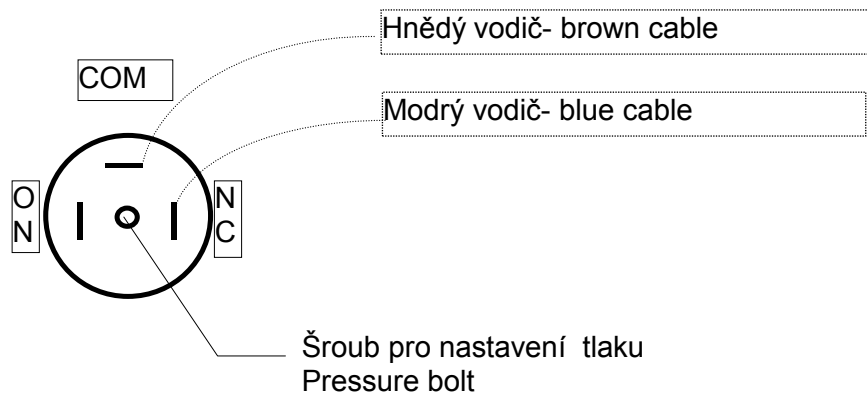 Hnědý vodič- brown cable
COM
Modrý vodič- blue cable
O
N
N
C
Šroub pro nastavení tlaku
Pressure bolt